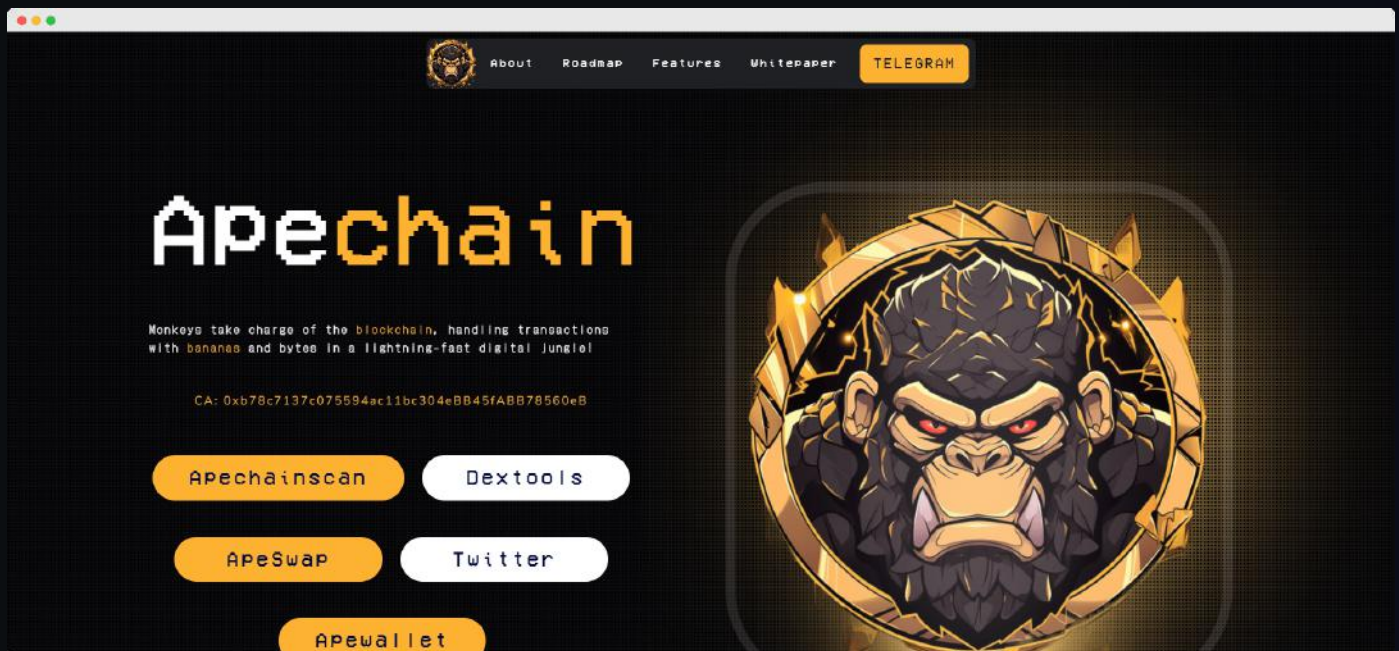 About Roadmap Features Whitepaper TELEGRAM
Apechain
Monkeys take charge of the blockchain, handling transactions
with bananas and bytes in a lightning-fast digital jungle!
CA: 0xb78c7137c075594ac11bc304eBB45fABB78560eB
Apechainscan Dextools
ApeSwap Twitter
Apewallet